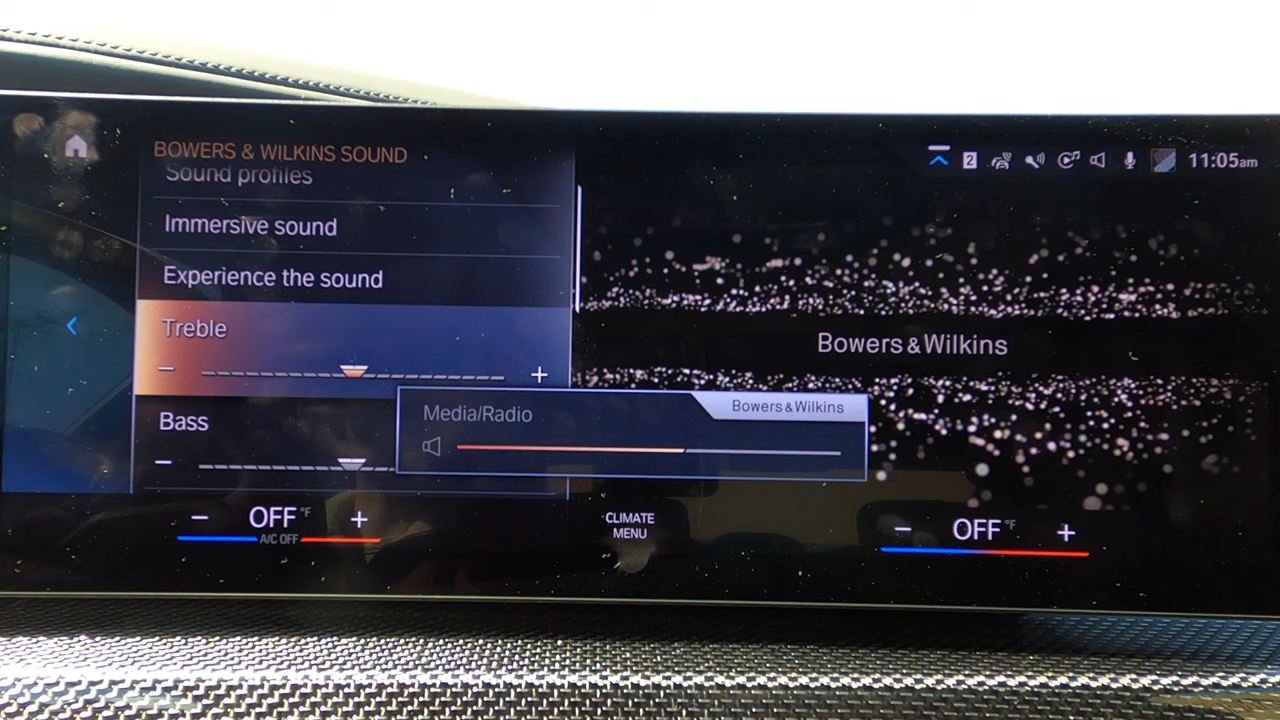 BOWERS & WILKINS SOUND
Sound profiles
Immersive sound
Experience the sound
Treble
− +
Bass
−
Media/Radio
Bowers & Wilkins
2
11:05am
Bowers & Wilkins
− OFF °F +
A/C OFF
CLIMATE
MENU
− OFF °F +